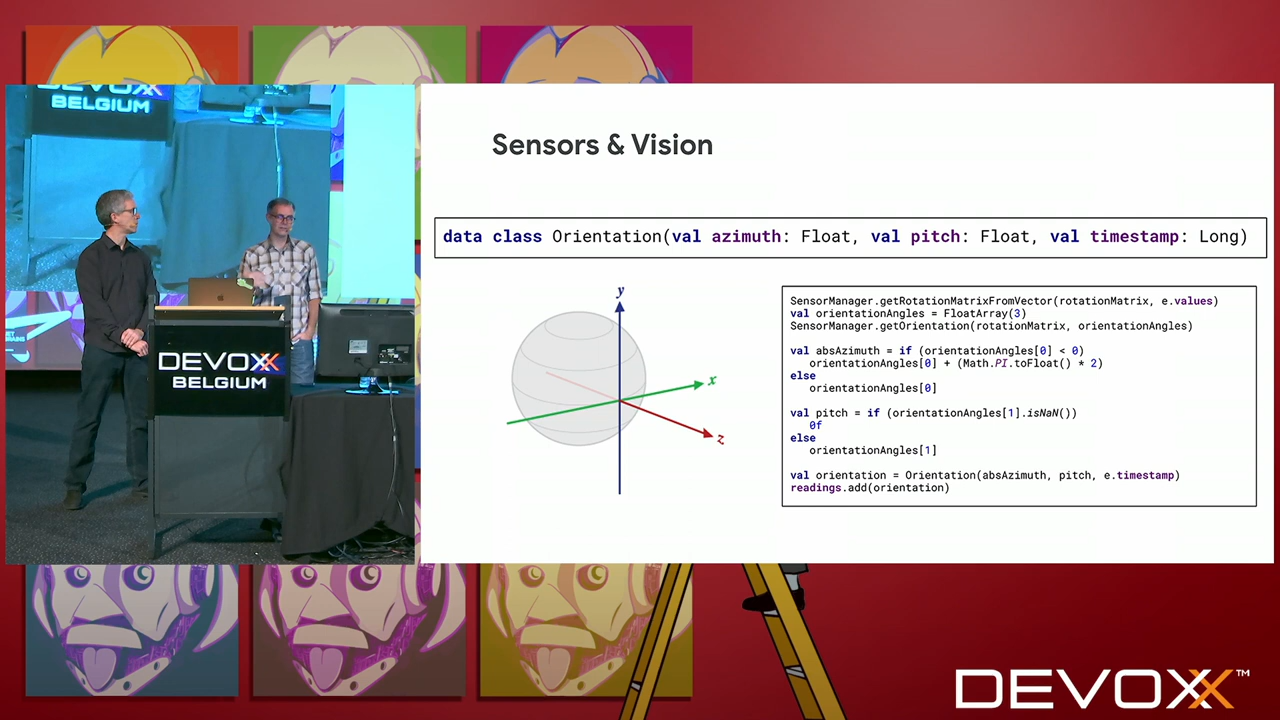 DEVOXX
BELGIUM
DEVOXX
BELGIUM
Sensors & Vision
data class Orientation(val azimuth: Float, val pitch: Float, val timestamp: Long)
y
x
z
SensorManager.getRotationMatrixFromVector(rotationMatrix, e.values)
val orientationAngles = FloatArray(3)
SensorManager.getOrientation(rotationMatrix, orientationAngles)
val absAzimuth = if (orientationAngles[0] < 0)
orientationAngles[0] + (Math.PI.toFloat() * 2)
else
orientationAngles[0]
val pitch = if (orientationAngles[1].isNaN())
0f
else
orientationAngles[1]
val orientation = Orientation(absAzimuth, pitch, e.timestamp)
readings.add(orientation)
DEVOXX™